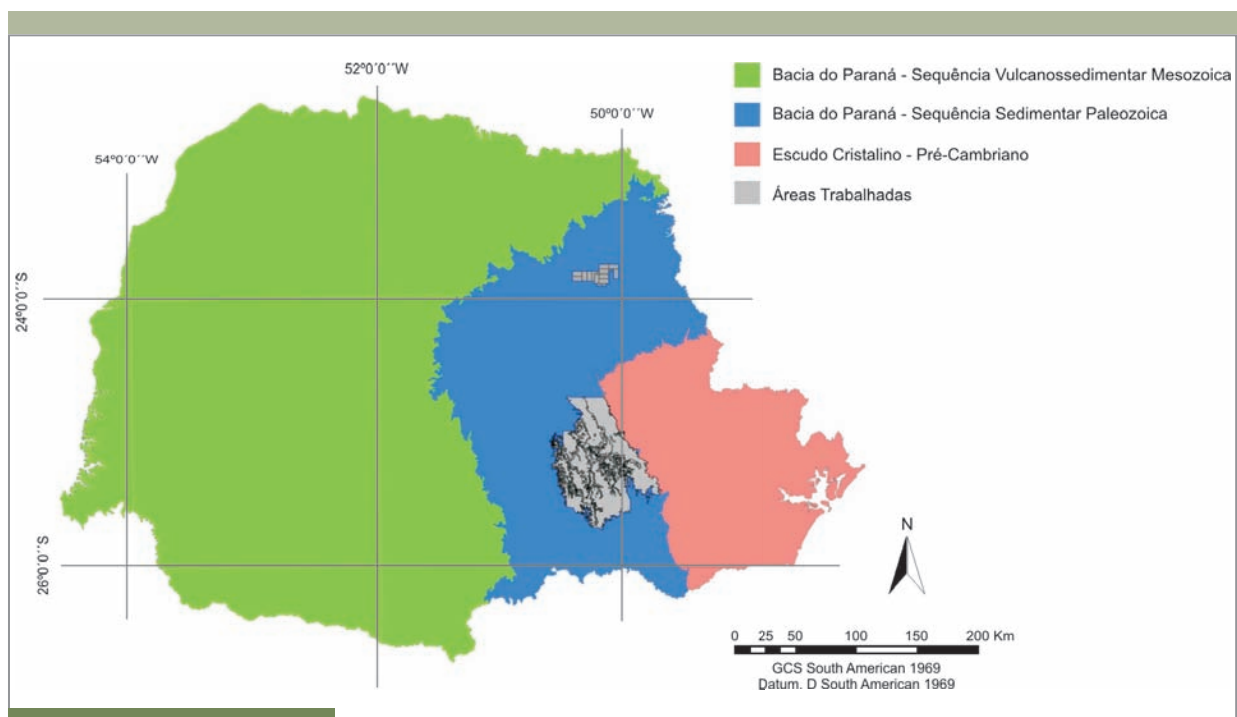 52º0´0´´W
50º0´0´´W
54º0´0´´W
24º0´0´´S
26º0´0´´S
Bacia do Paraná - Sequência Vulcanossedimentar Mesozoica
Bacia do Paraná - Sequência Sedimentar Paleozoica
Escudo Cristalino - Pré-Cambriano
Áreas Trabalhadas
N
0 25 50 100 150 200 Km
GCS South American 1969
Datum. D South American 1969